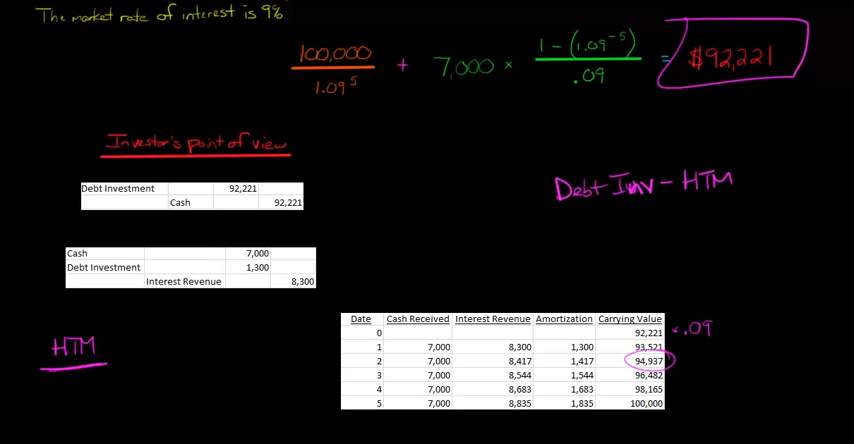 The market rate of interest is 9%
100,000 / 1.09^5 + 7,000 × 1-(1.09^-5) / .09 = $92,221
Investor's point of view
Debt Inv - HTM
Debt Investment 92,221
Cash 92,221
Cash 7,000
Debt Investment 1,300
Interest Revenue 8,300
HTM
Date Cash Received Interest Revenue Amortization Carrying Value
0 92,221 × .09
1 7,000 8,300 1,300 93,521
2 7,000 8,417 1,417 94,937
3 7,000 8,544 1,544 96,482
4 7,000 8,683 1,683 98,165
5 7,000 8,835 1,835 100,000